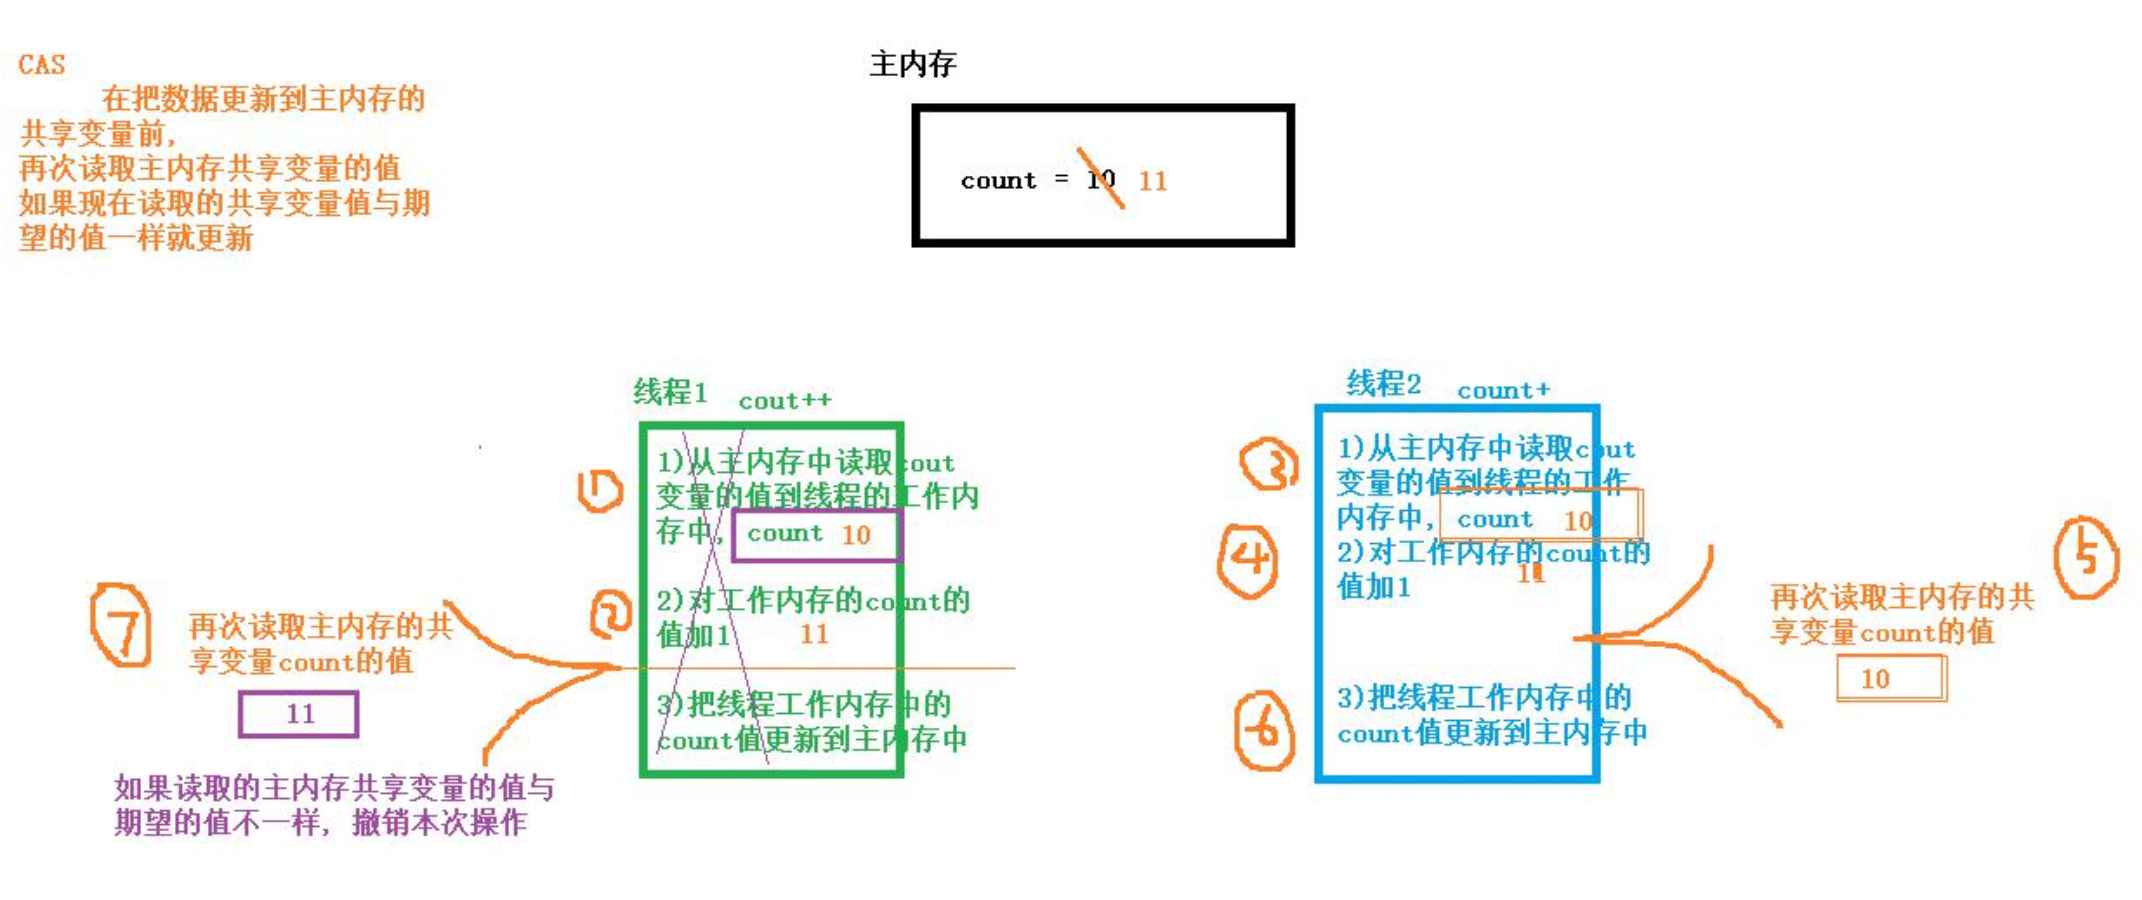 CAS
在把数据更新到主内存的
共享变量前,
再次读取主内存共享变量的值
如果现在读取的共享变量值与期
望的值一样就更新
主内存
count = 10 11
线程1 cout++
①
1)从主内存中读取cout
变量的值到线程的工作内
存中, count 10
②
2)对工作内存的count的
值加1 11
3)把线程工作内存中的
count值更新到主内存中
⑦
再次读取主内存的共
享变量count的值
11
如果读取的主内存共享变量的值与
期望的值不一样, 撤销本次操作
线程2 count+
③
1)从主内存中读取cout
变量的值到线程的工作
内存中, count 10
④
2)对工作内存的count的
值加1 11
⑤
再次读取主内存的共
享变量count的值
10
⑥
3)把线程工作内存中的
count值更新到主内存中